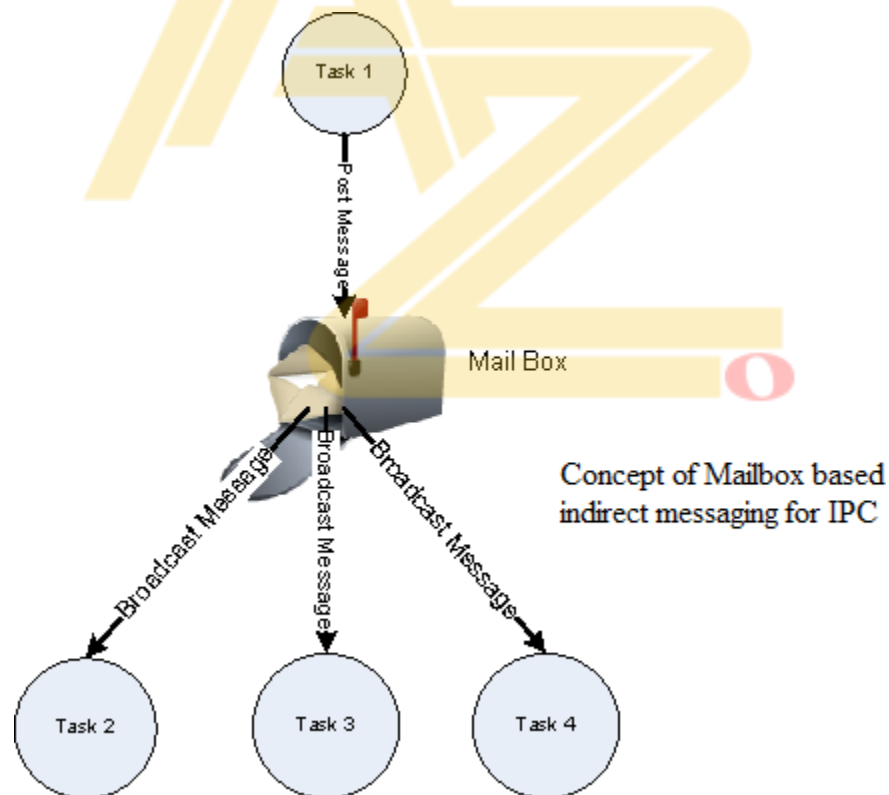 Task 1
Post Message
Mail Box
Broadcast Message
Broadcast Message
Broadcast Message
Concept of Mailbox based
indirect messaging for IPC
Task 2
Task 3
Task 4